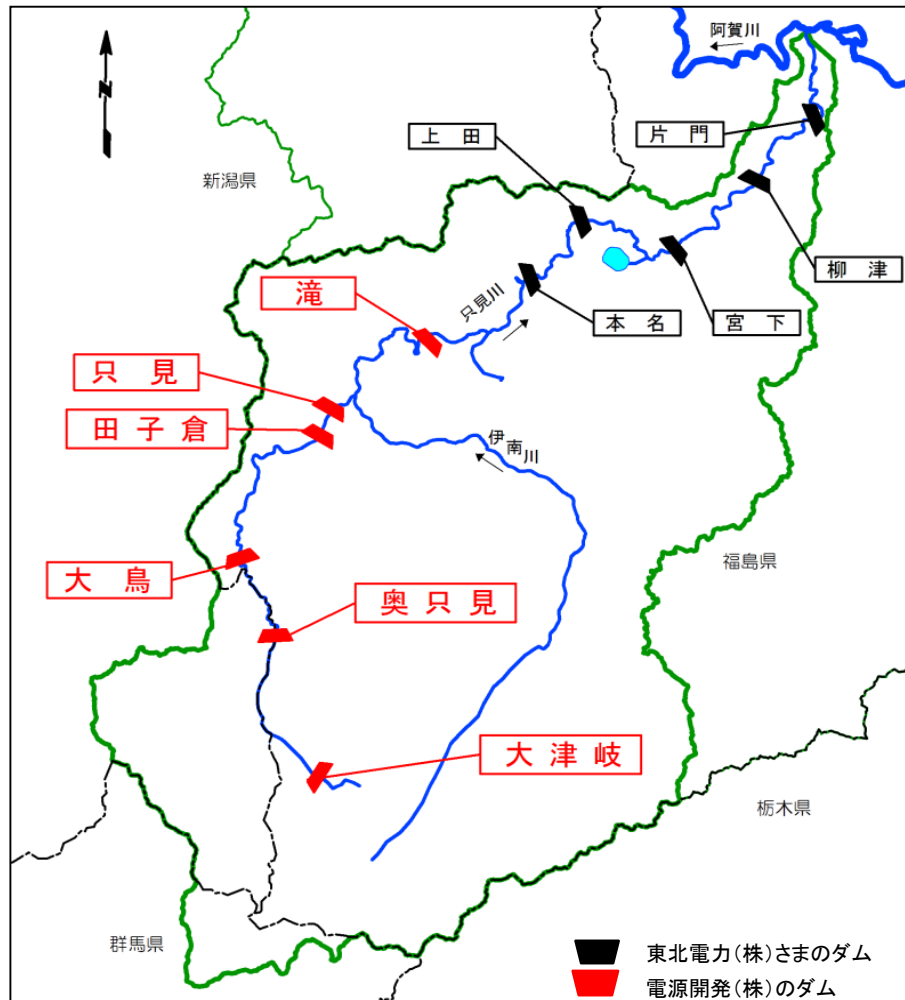 阿賀川
N
上田
片門
新潟県
柳津
滝
只見川
本名
宮下
只見
田子倉
伊南川
福島県
大鳥
奥只見
大津岐
栃木県
群馬県
東北電力(株)さまのダム
電源開発(株)のダム